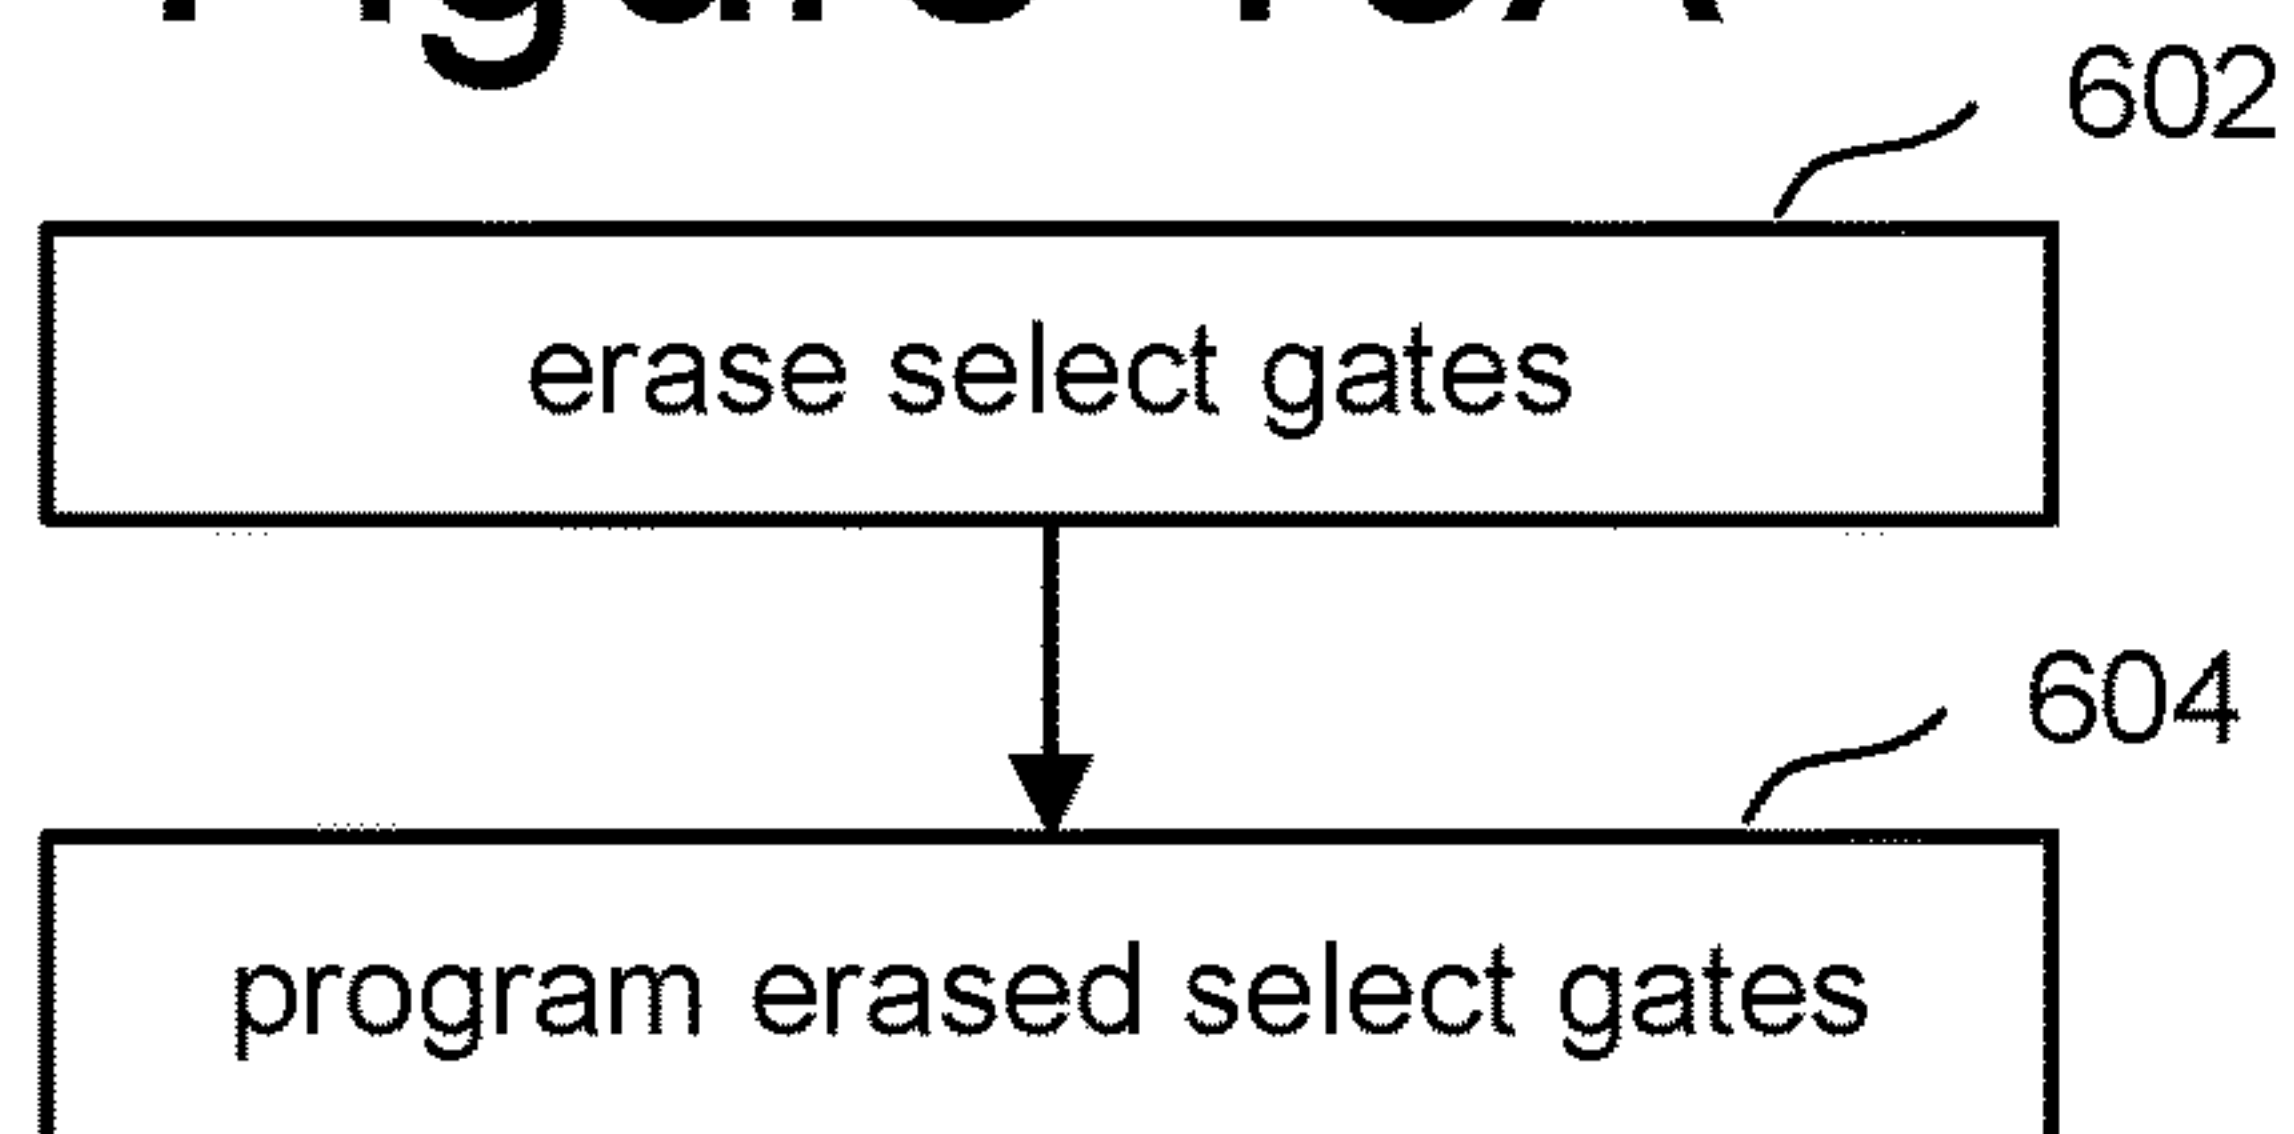 602
erase select gates
604
program erased select gates